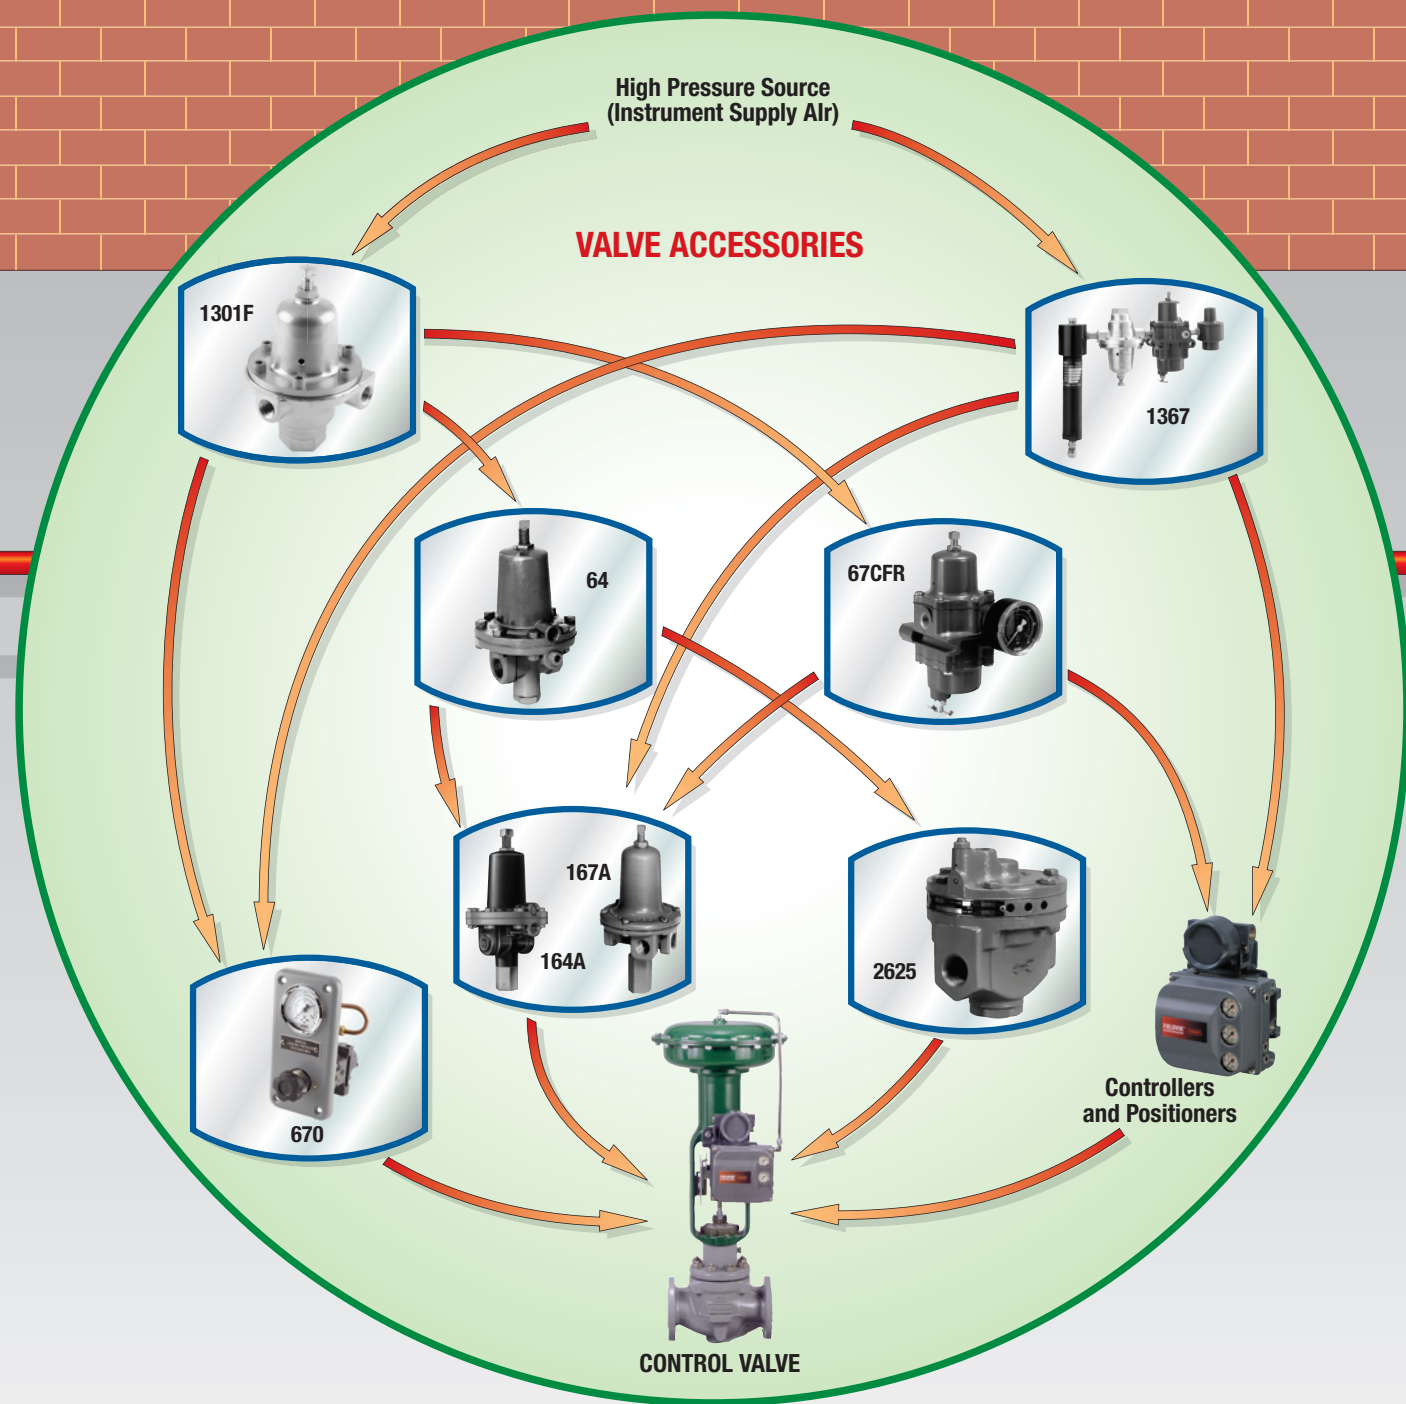 High Pressure Source
(Instrument Supply AIr)
VALVE ACCESSORIES
1301F
1367
64
67CFR
167A
164A
2625
670
Controllers
and Positioners
CONTROL VALVE